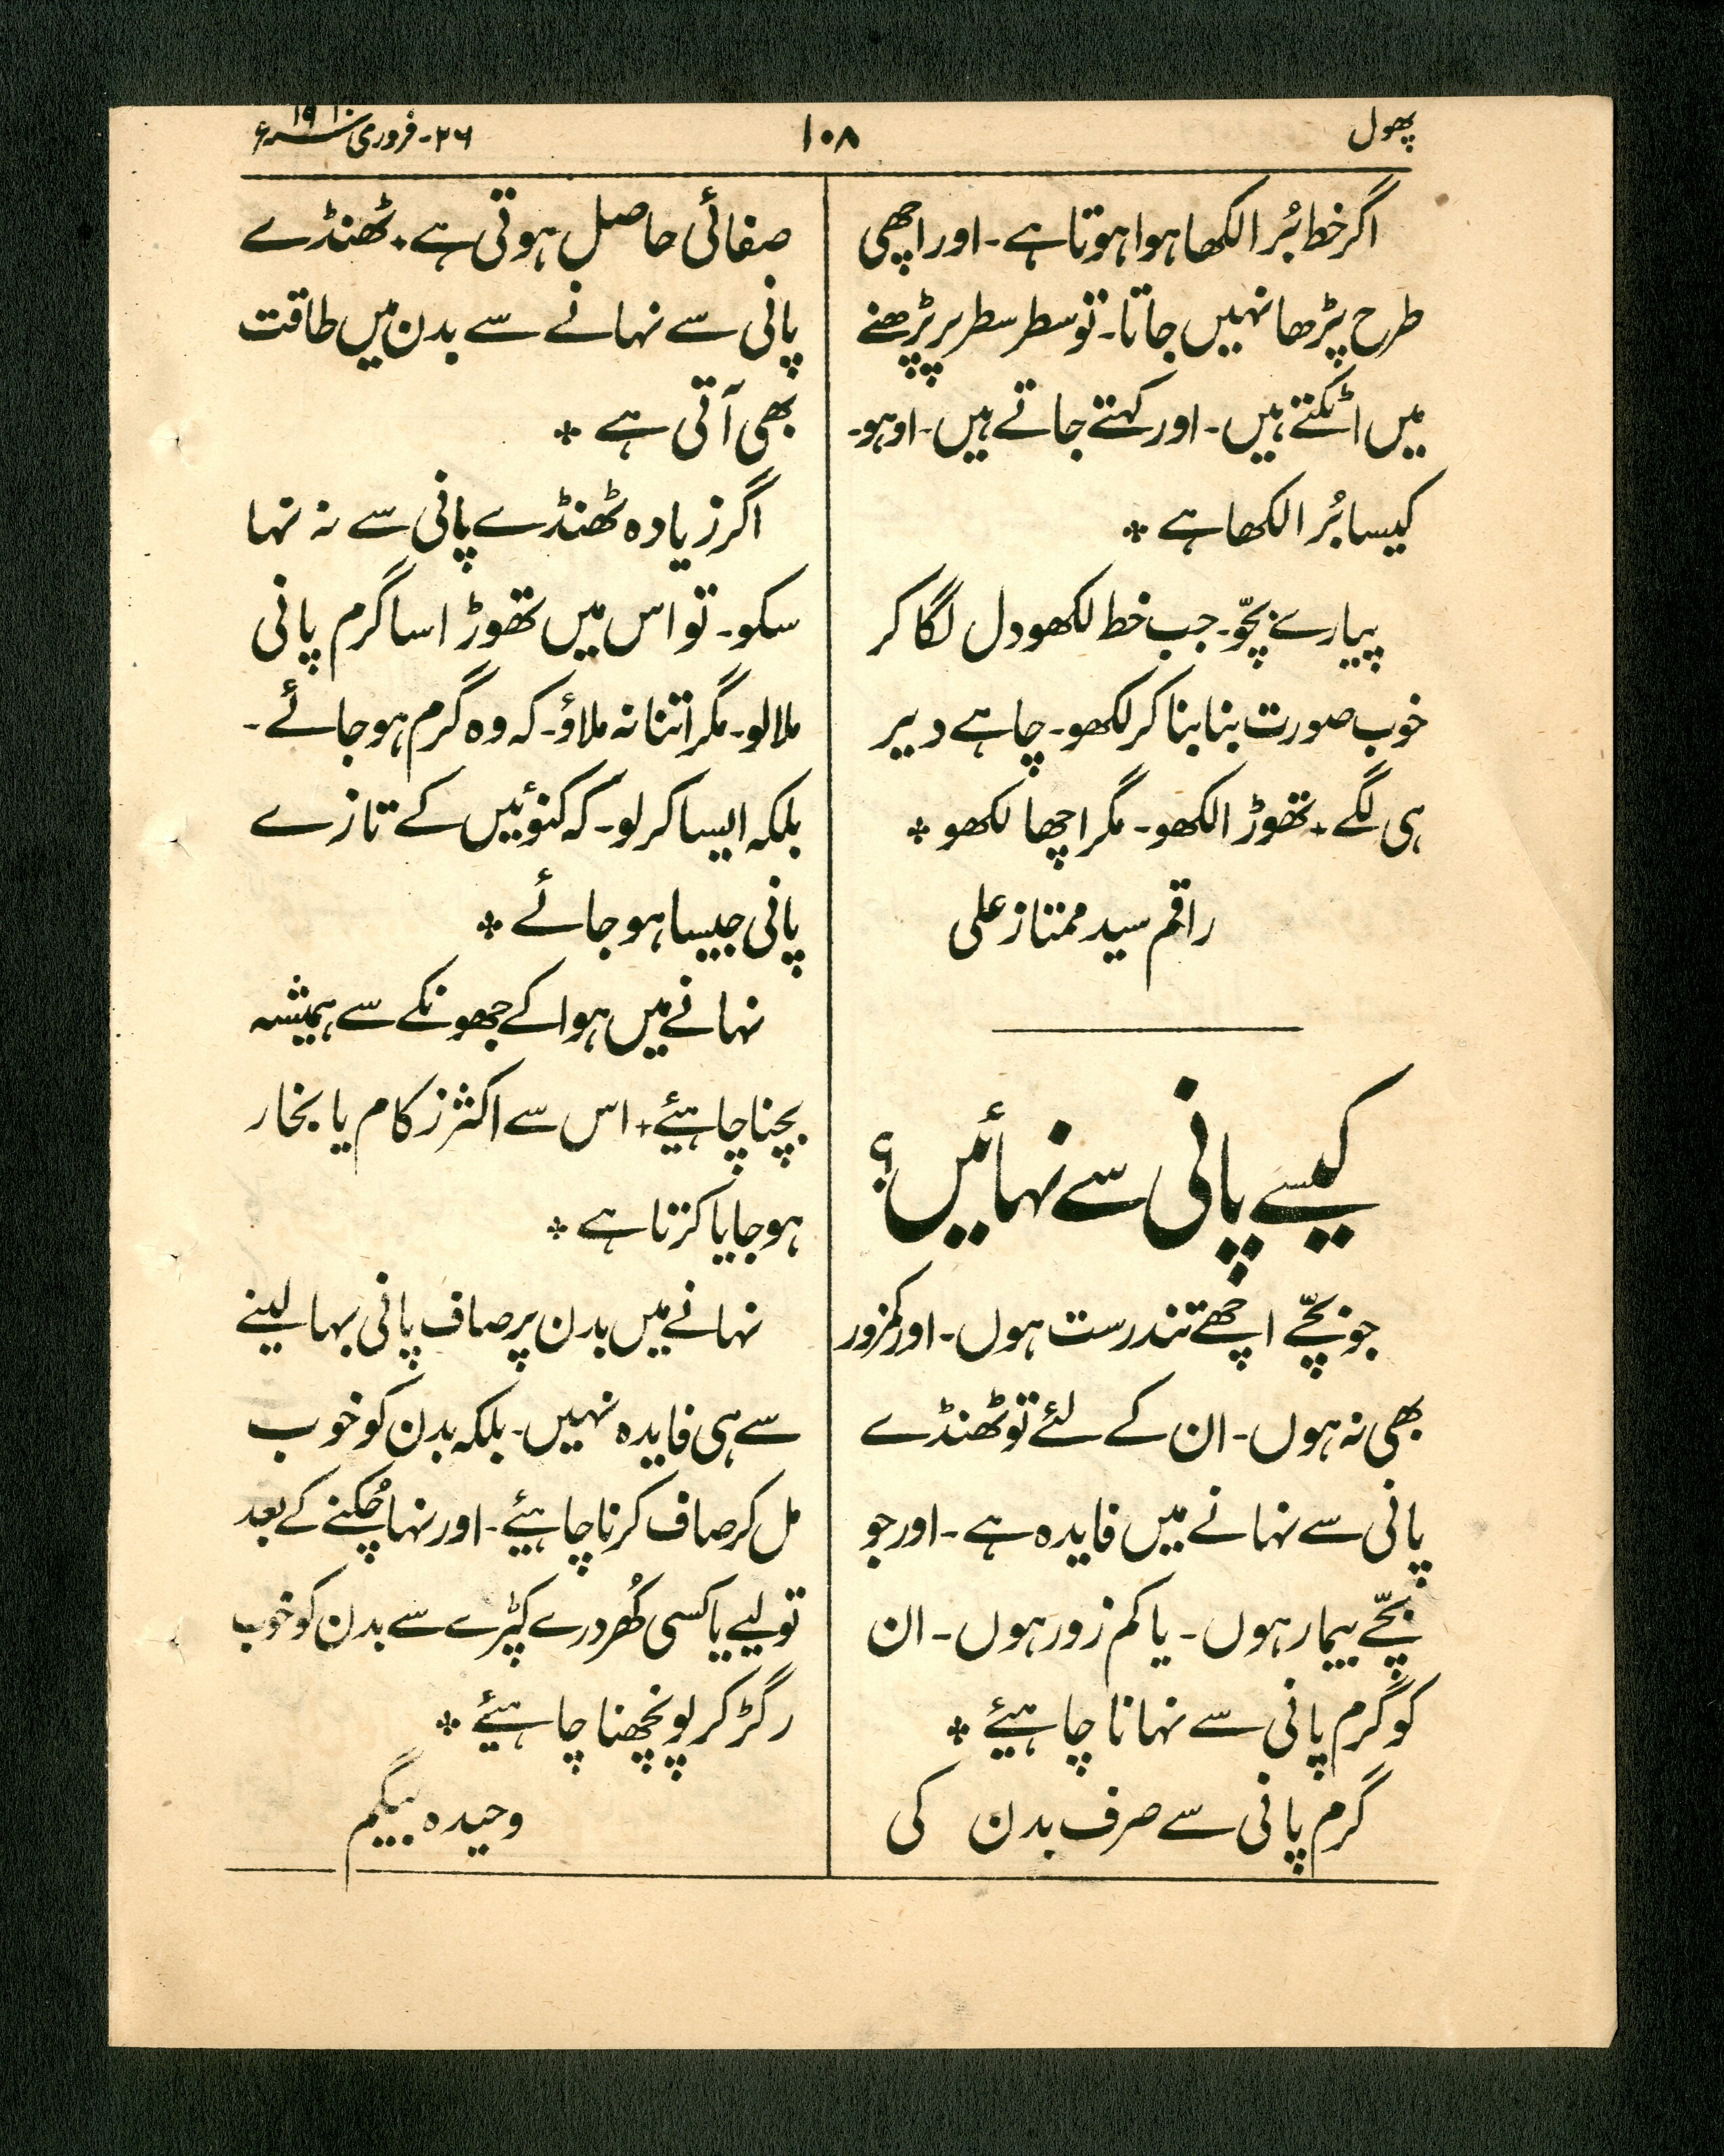 پھول
۱۰۸
۲۶۔ فروری ۱۹۱۰ء
اگر خط بُرا لکھا ہوا ہوتا ہے۔ اور اچھی
طرح پڑھا نہیں جاتا۔ تو سطر سطر پر پڑھنے
میں اٹکتے ہیں۔ اور کہتے جاتے ہیں۔ اوہو۔
کیسا بُرا لکھا ہے ٭
پیارے بچّو۔ جب خط لکھو دل لگا کر
خوب صورت بنا بنا کر لکھو۔ چاہے دیر
ہی لگے ٭ تھوڑا لکھو۔ مگر اچھا لکھو ٭
راقم سید ممتاز علی
کیسے پانی سے نہائیں؟
جو بچّے اچھے تندرست ہوں۔ اور کمزور
بھی نہ ہوں۔ ان کے لئے تو ٹھنڈے
پانی سے نہانے میں فایدہ ہے۔ اور جو
بچّے بیمار ہوں۔ یا کم زور ہوں۔ ان
کو گرم پانی سے نہانا چاہیئے ٭
گرم پانی سے صرف بدن کی
صفائی حاصل ہوتی ہے ٭ ٹھنڈے
پانی سے نہانے سے بدن میں طاقت
بھی آتی ہے ٭
اگر زیادہ ٹھنڈے پانی سے نہ نہا
سکو۔ تو اس میں تھوڑا سا گرم پانی
ملا لو۔ مگر اتنا نہ ملاؤ۔ کہ وہ گرم ہو جائے۔
بلکہ ایسا کر لو۔ کہ کنوئیں کے تازے
پانی جیسا ہو جائے ٭
نہانے میں ہوا کے جھونکے سے ہمیشہ
بچنا چاہیئے ٭ اس سے اکثر زکام یا بخار
ہو جایا کرتا ہے ٭
نہانے میں بدن پر صاف پانی بہا لینے
سے ہی فایدہ نہیں۔ بلکہ بدن کو خوب
مل کر صاف کرنا چاہیئے۔ اور نہا چُکنے کے بعد
تولیے یا کسی کُھردرے کپڑے سے بدن کو خوب
رگڑ کر پونچھنا چاہیئے ٭
وحیدہ بیگم